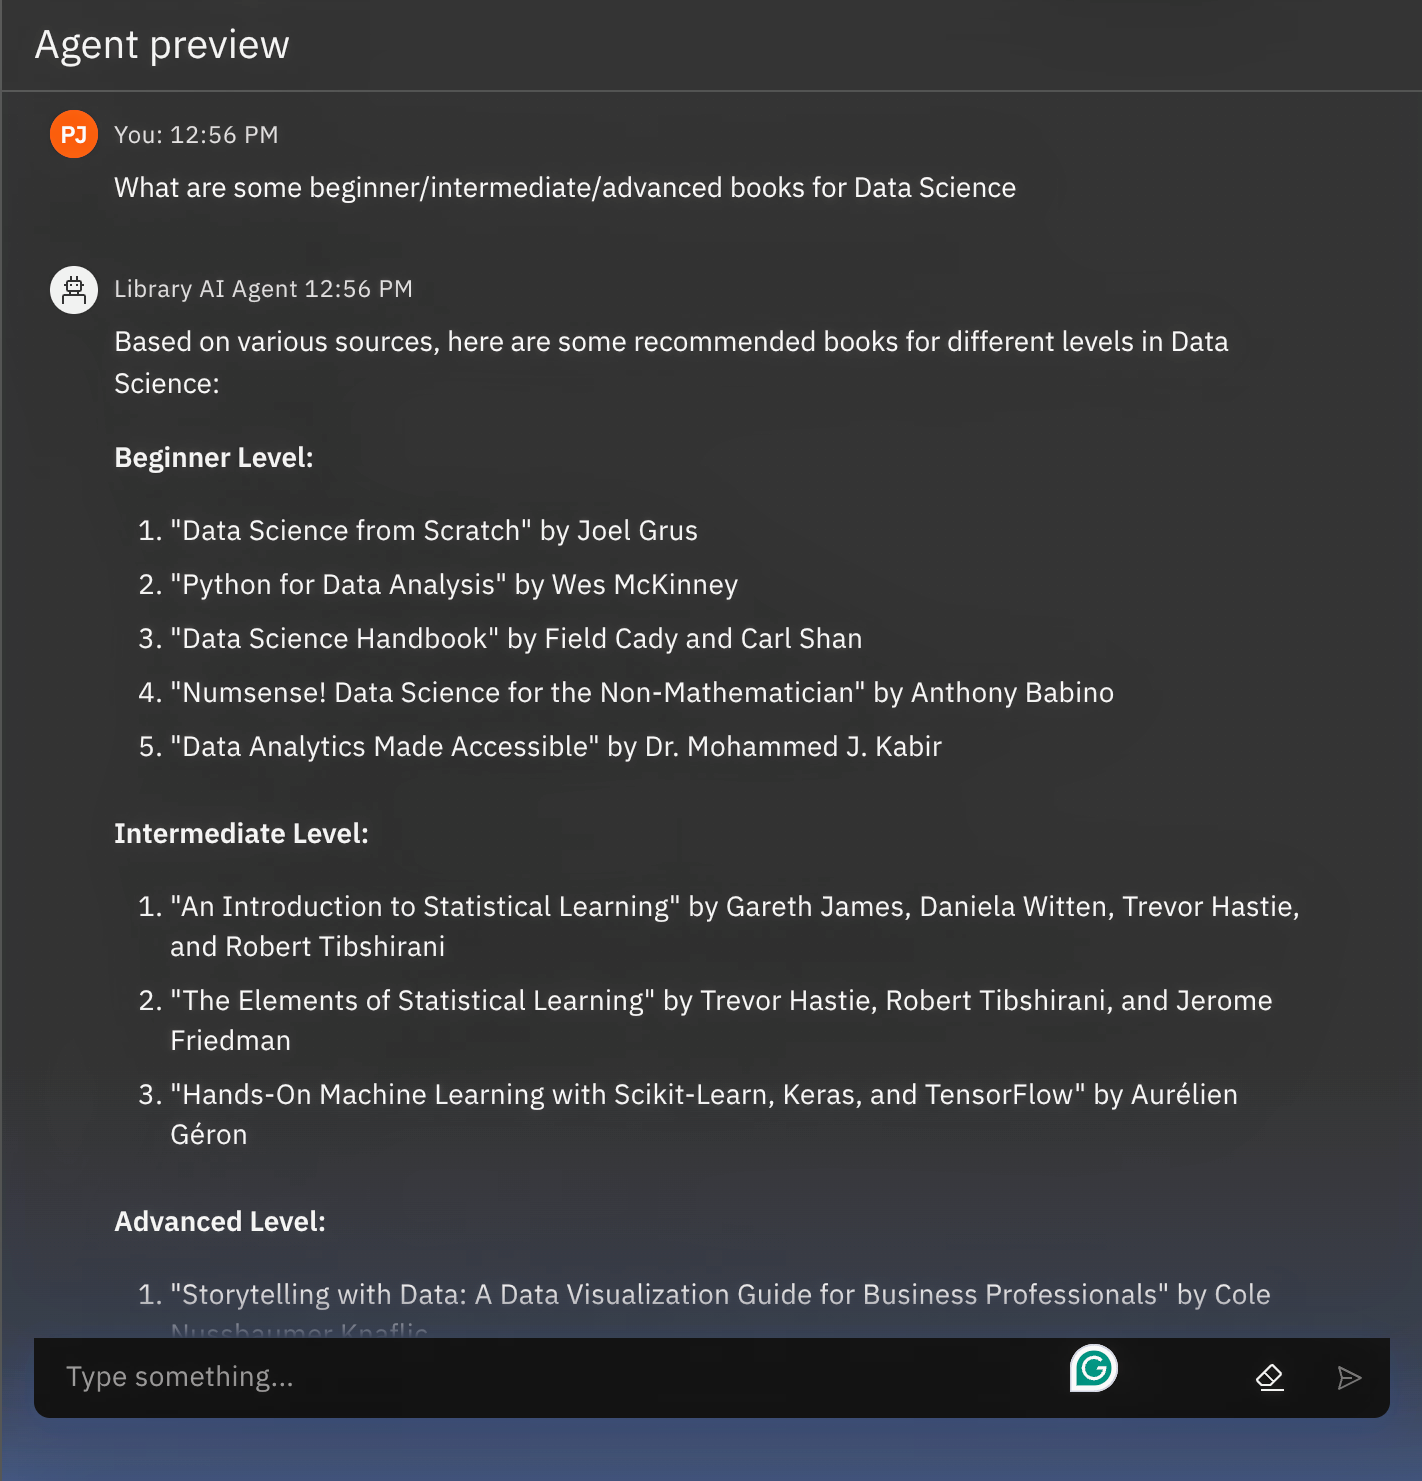 Agent preview
PJ
You: 12:56 PM
What are some beginner/intermediate/advanced books for Data Science
Library AI Agent 12:56 PM
Based on various sources, here are some recommended books for different levels in Data
Science:
Beginner Level:
1. "Data Science from Scratch" by Joel Grus
2. "Python for Data Analysis" by Wes McKinney
3. "Data Science Handbook" by Field Cady and Carl Shan
4. "Numsense! Data Science for the Non-Mathematician" by Anthony Babino
5. "Data Analytics Made Accessible" by Dr. Mohammed J. Kabir
Intermediate Level:
1. "An Introduction to Statistical Learning" by Gareth James, Daniela Witten, Trevor Hastie,
and Robert Tibshirani
2. "The Elements of Statistical Learning" by Trevor Hastie, Robert Tibshirani, and Jerome
Friedman
3. "Hands-On Machine Learning with Scikit-Learn, Keras, and TensorFlow" by Aurélien
Géron
Advanced Level:
1. "Storytelling with Data: A Data Visualization Guide for Business Professionals" by Cole
Nussbaumer Knaflic
Type something...